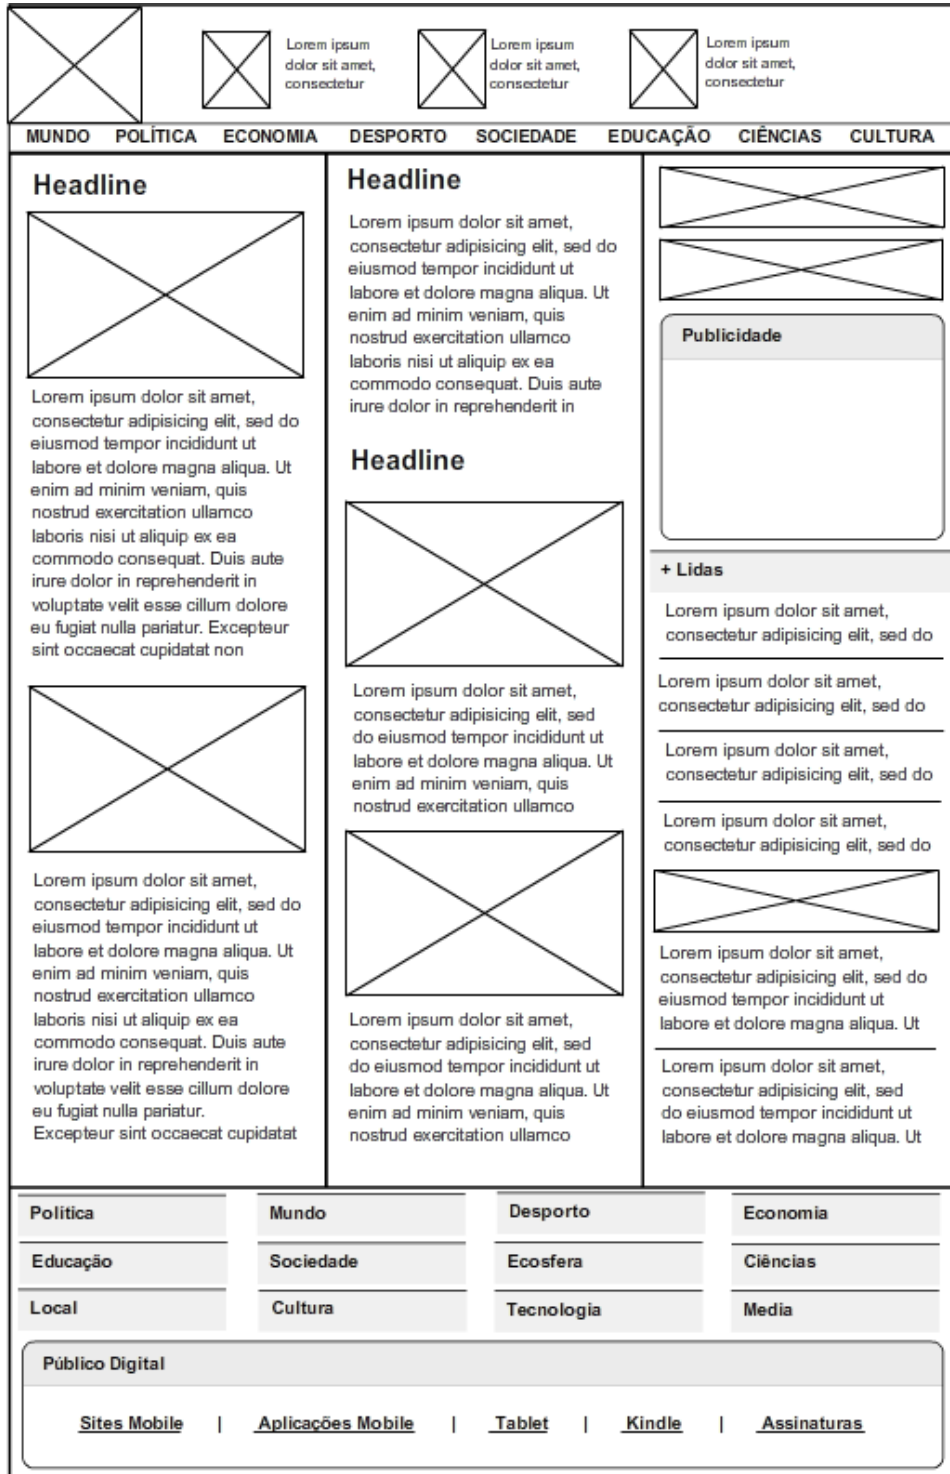 Lorem ipsum
dolor sit amet,
consectetur
Lorem ipsum
dolor sit amet,
consectetur
Lorem ipsum
dolor sit amet,
consectetur
MUNDO POLÍTICA ECONOMIA DESPORTO SOCIEDADE EDUCAÇÃO CIÊNCIAS CULTURA
Headline
Lorem ipsum dolor sit amet,
consectetur adipisicing elit, sed do
eiusmod tempor incididunt ut
labore et dolore magna aliqua. Ut
enim ad minim veniam, quis
nostrud exercitation ullamco
laboris nisi ut aliquip ex ea
commodo consequat. Duis aute
irure dolor in reprehenderit in
voluptate velit esse cillum dolore
eu fugiat nulla pariatur. Excepteur
sint occaecat cupidatat non
Lorem ipsum dolor sit amet,
consectetur adipisicing elit, sed do
eiusmod tempor incididunt ut
labore et dolore magna aliqua. Ut
enim ad minim veniam, quis
nostrud exercitation ullamco
laboris nisi ut aliquip ex ea
commodo consequat. Duis aute
irure dolor in reprehenderit in
voluptate velit esse cillum dolore
eu fugiat nulla pariatur.
Excepteur sint occaecat cupidatat
Headline
Lorem ipsum dolor sit amet,
consectetur adipisicing elit, sed do
eiusmod tempor incididunt ut
labore et dolore magna aliqua. Ut
enim ad minim veniam, quis
nostrud exercitation ullamco
laboris nisi ut aliquip ex ea
commodo consequat. Duis aute
irure dolor in reprehenderit in
Headline
Lorem ipsum dolor sit amet,
consectetur adipisicing elit, sed
do eiusmod tempor incididunt ut
labore et dolore magna aliqua. Ut
enim ad minim veniam, quis
nostrud exercitation ullamco
Lorem ipsum dolor sit amet,
consectetur adipisicing elit, sed
do eiusmod tempor incididunt ut
labore et dolore magna aliqua. Ut
enim ad minim veniam, quis
nostrud exercitation ullamco
Publicidade
+ Lidas
Lorem ipsum dolor sit amet,
consectetur adipisicing elit, sed do
Lorem ipsum dolor sit amet,
consectetur adipisicing elit, sed do
Lorem ipsum dolor sit amet,
consectetur adipisicing elit, sed do
Lorem ipsum dolor sit amet,
consectetur adipisicing elit, sed do
Lorem ipsum dolor sit amet,
consectetur adipisicing elit, sed do
eiusmod tempor incididunt ut
labore et dolore magna aliqua. Ut
Lorem ipsum dolor sit amet,
consectetur adipisicing elit, sed
do eiusmod tempor incididunt ut
labore et dolore magna aliqua. Ut
Política Mundo Desporto Economia
Educação Sociedade Ecosfera Ciências
Local Cultura Tecnologia Media
Público Digital
Sites Mobile | Aplicações Mobile | Tablet | Kindle | Assinaturas